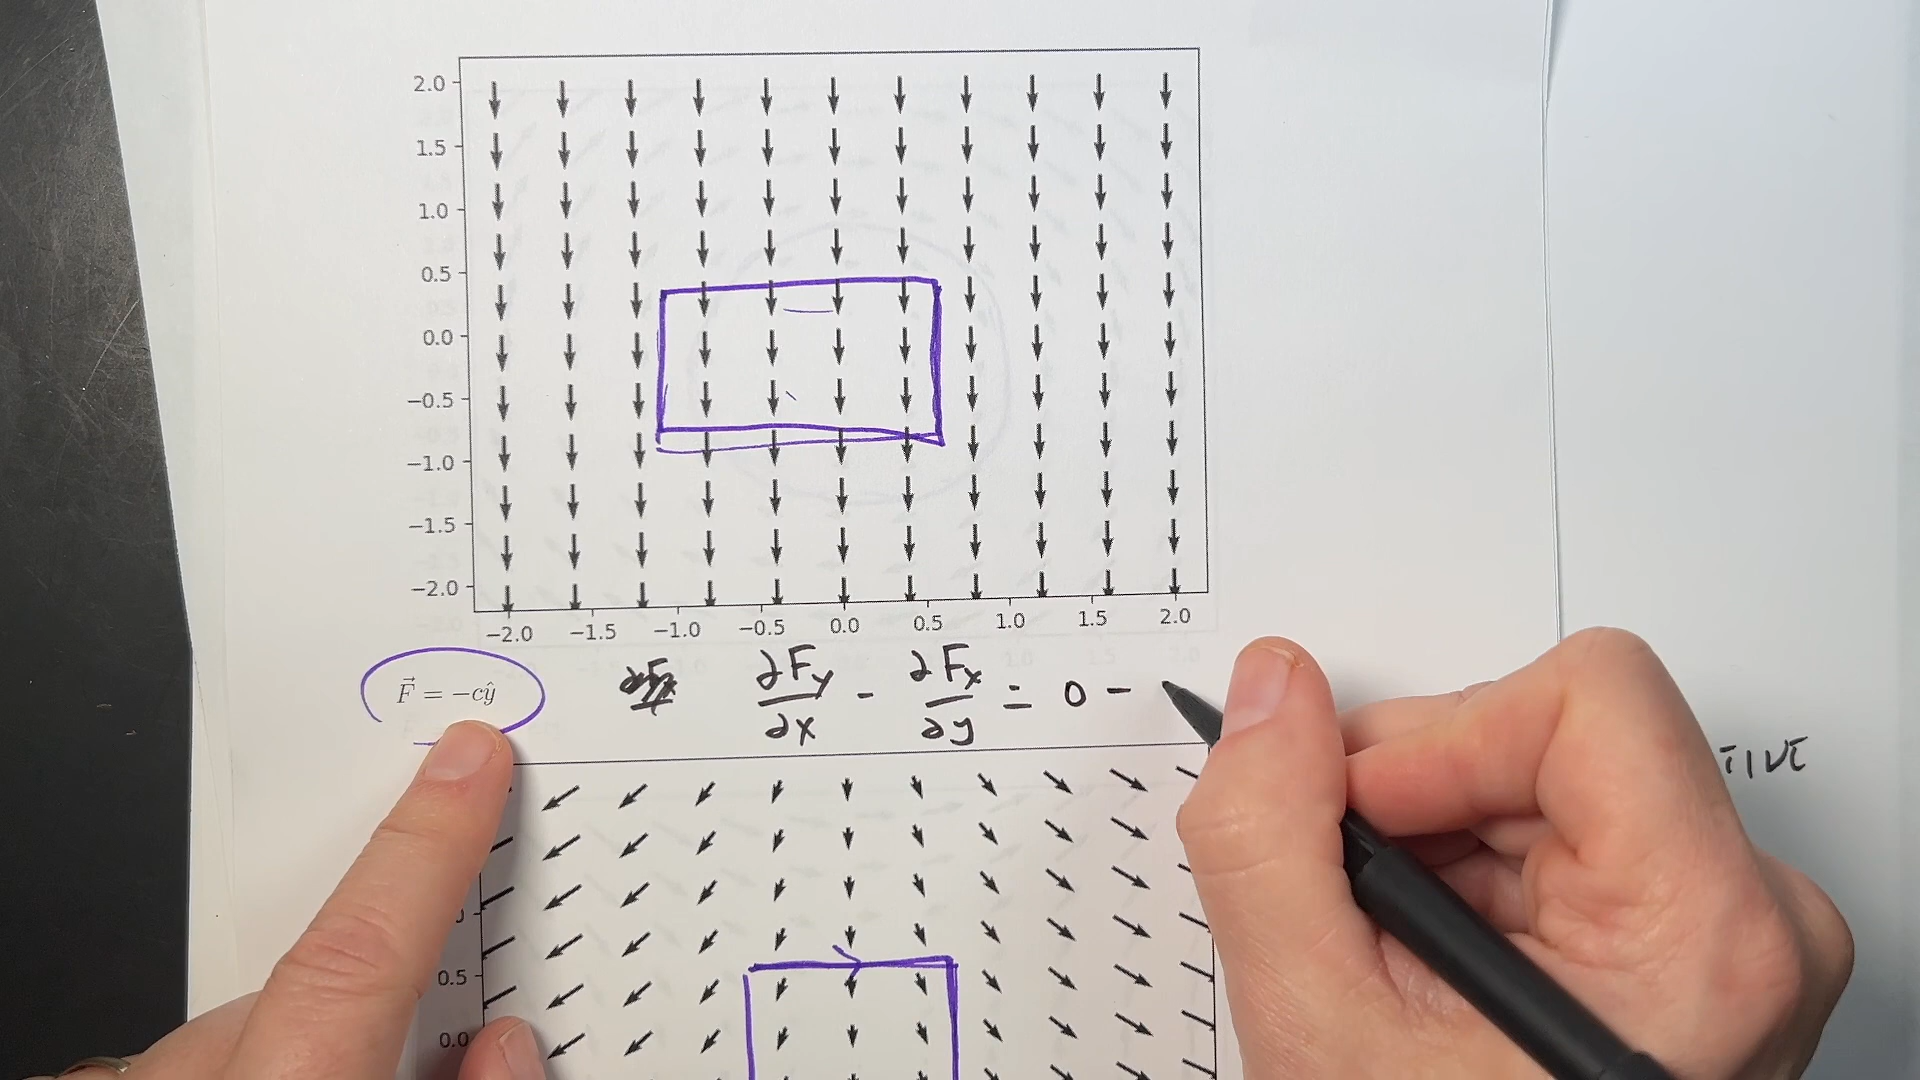 2.0
1.5
1.0
0.5
0.0
−0.5
−1.0
−1.5
−2.0
−2.0 −1.5 −1.0 −0.5 0.0 0.5 1.0 1.5 2.0
F⃗ = −cŷ
∂Fy/∂x - ∂Fx/∂y = 0 -
TIVE
0.5
0.0